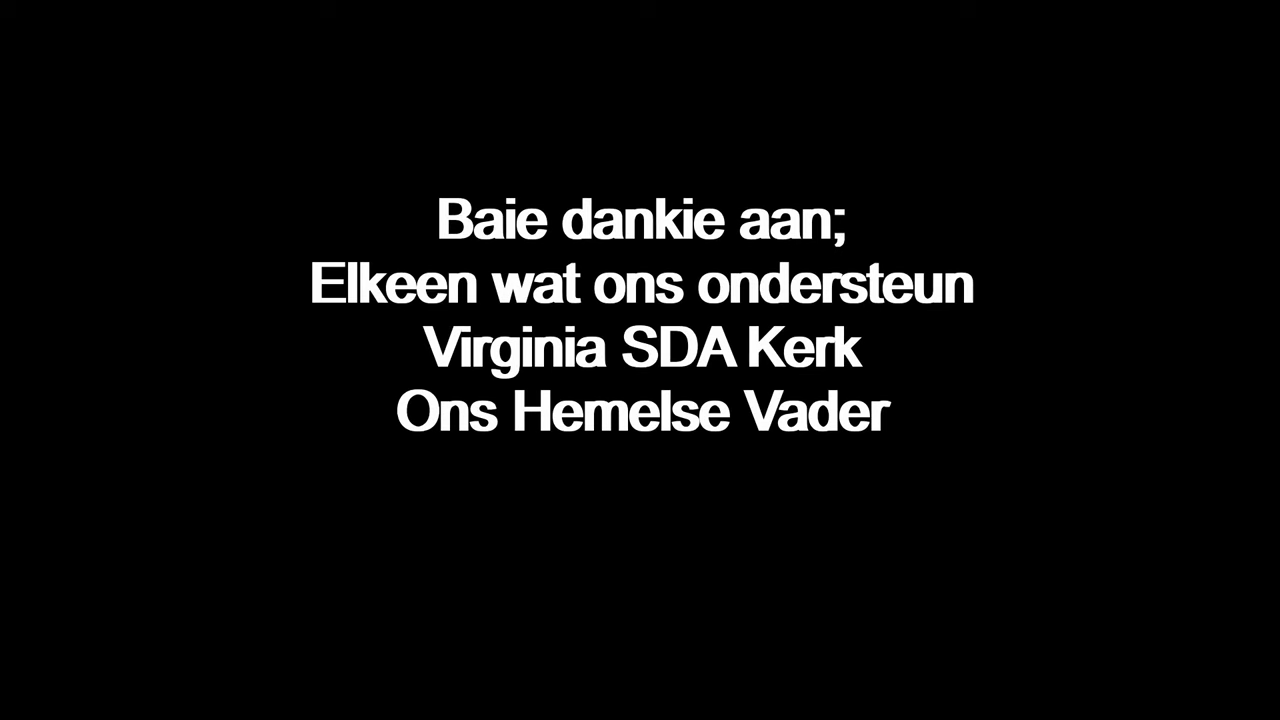 Baie dankie aan;
Elkeen wat ons ondersteun
Virginia SDA Kerk
Ons Hemelse Vader